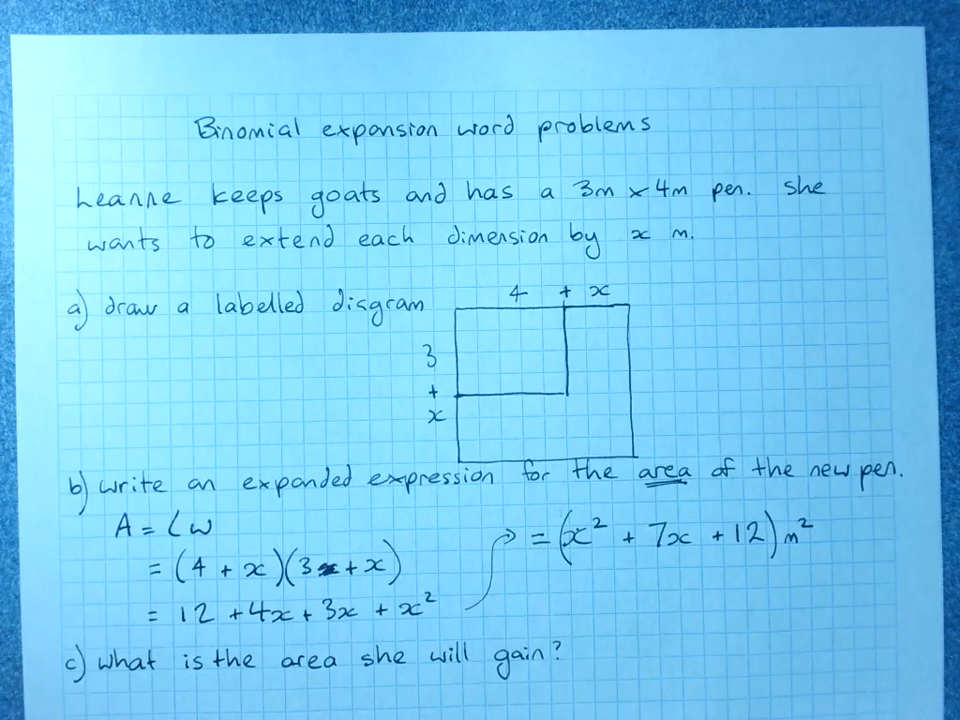 Binomial expansion word problems
Leanne keeps goats and has a 3m × 4m pen. She
wants to extend each dimension by x m.
a) draw a labelled diagram
4 + x
3
+
x
b) write an expanded expression for the area of the new pen.
A = LW
= (4 + x)(3 + x)
= 12 + 4x + 3x + x²
= (x² + 7x + 12) m²
c) what is the area she will gain?